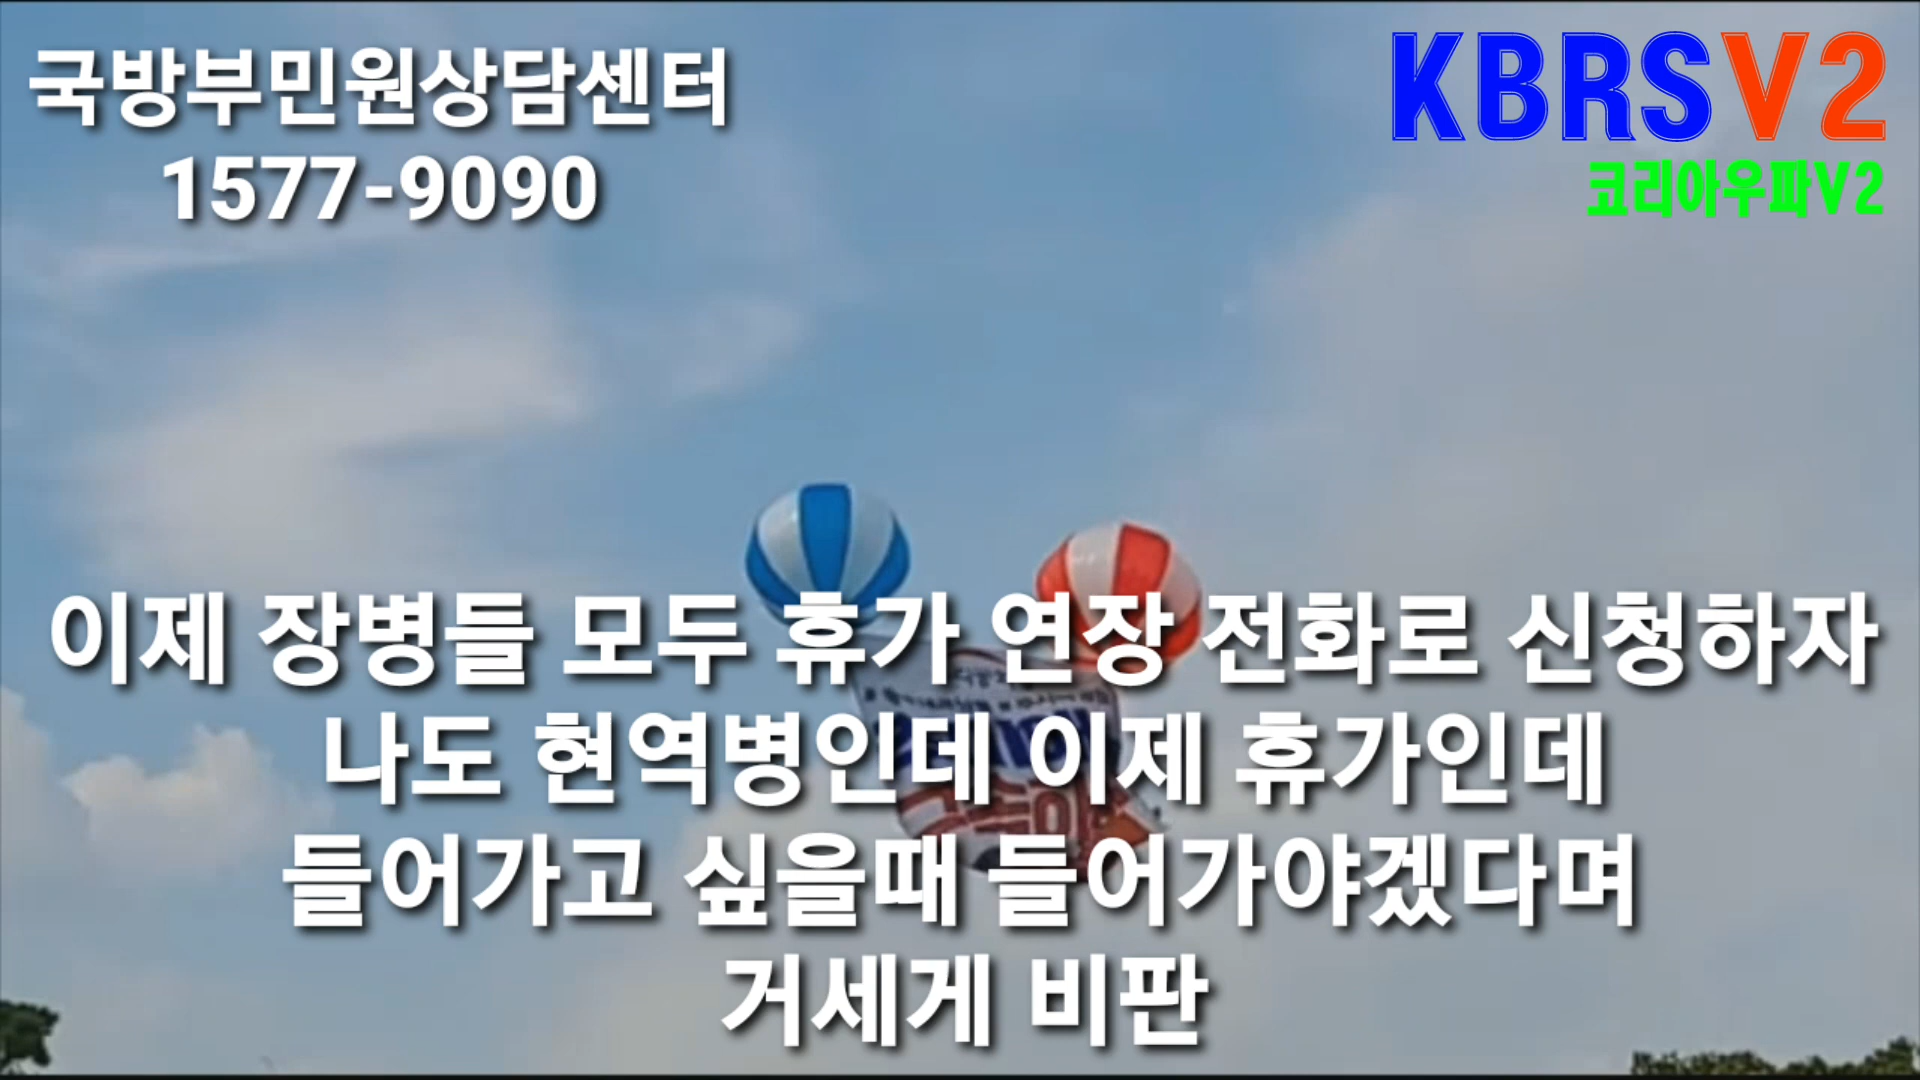 국방부민원상담센터
1577-9090
KBRSV2
코리아우파V2
이제 장병들 모두 휴가 연장 전화로 신청하자
나도 현역병인데 이제 휴가인데
들어가고 싶을때 들어가야겠다며
거세게 비판